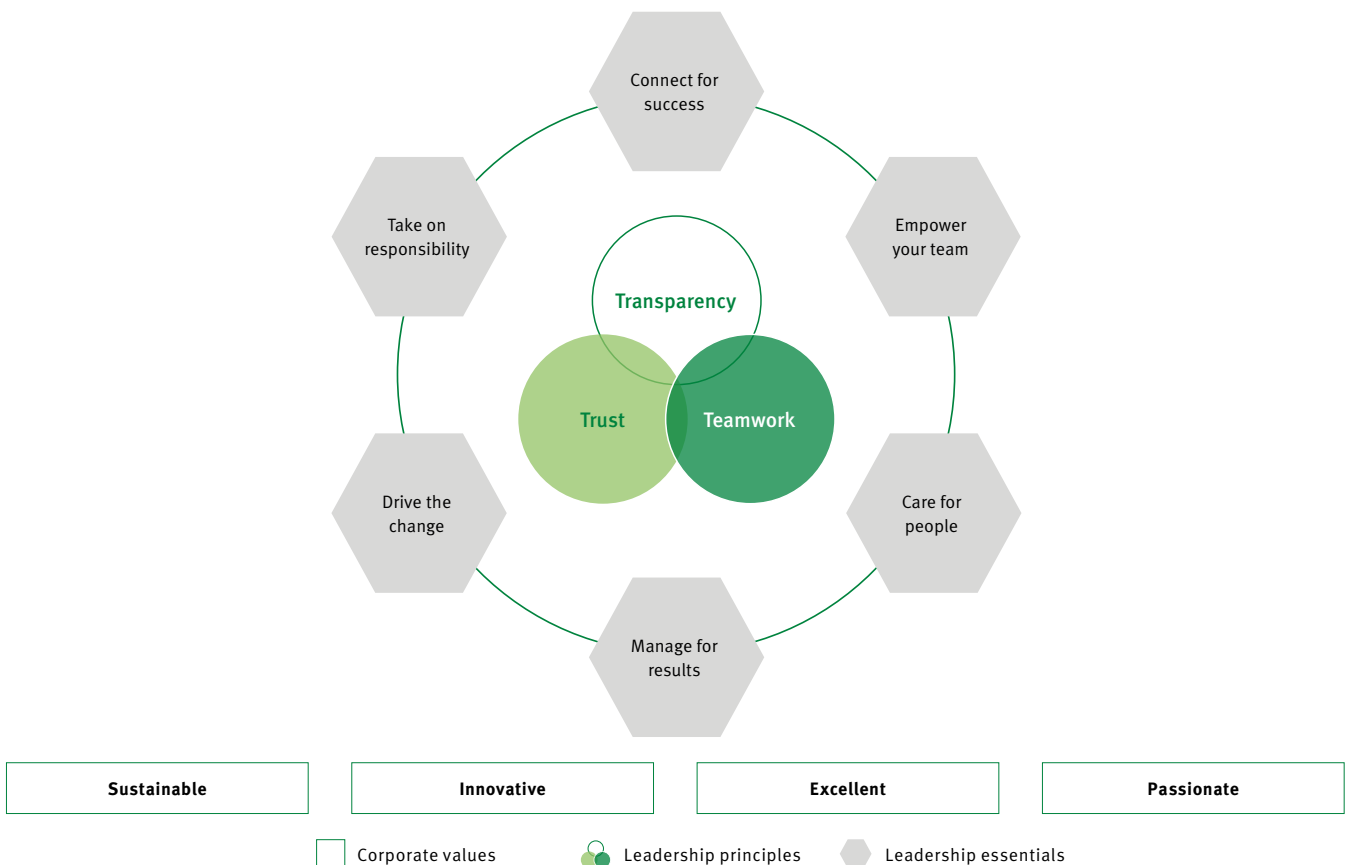 Connect for
success
Take on
responsibility
Empower
your team
Transparency
Trust
Teamwork
Drive the
change
Care for
people
Manage for
results
Sustainable
Innovative
Excellent
Passionate
Corporate values
Leadership principles
Leadership essentials